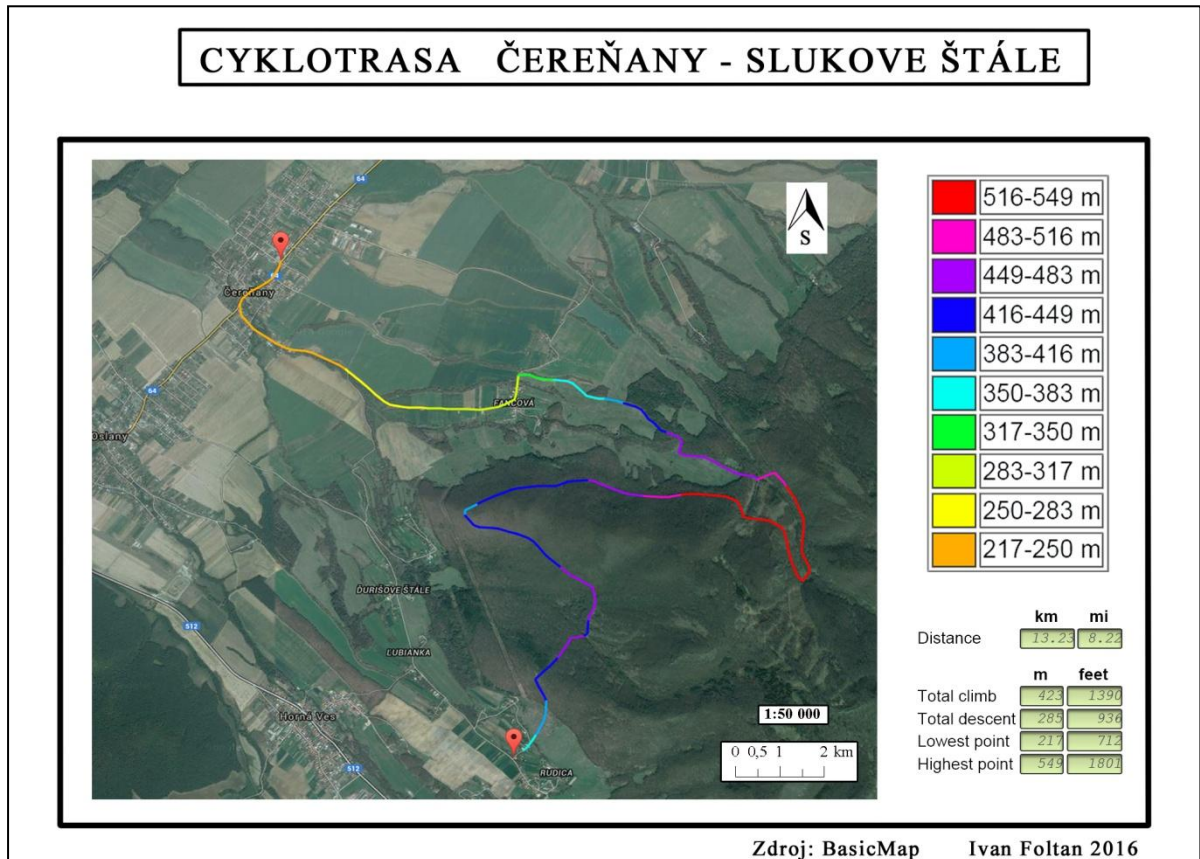 CYKLOTRASA ČEREŇANY - SLUKOVE ŠTÁLE
64
S
64
Čereňany
64
Oslany
FANCOVÁ
ĎURIŠOVE ŠTÁLE
512
LUBIANKA
Horná Ves
512
RUDICA
1:50 000
0 0,5 1 2 km
516-549 m
483-516 m
449-483 m
416-449 m
383-416 m
350-383 m
317-350 m
283-317 m
250-283 m
217-250 m
km mi
Distance 13.23 8.22
m feet
Total climb 423 1390
Total descent 285 936
Lowest point 217 712
Highest point 549 1801
Zdroj: BasicMap Ivan Foltan 2016